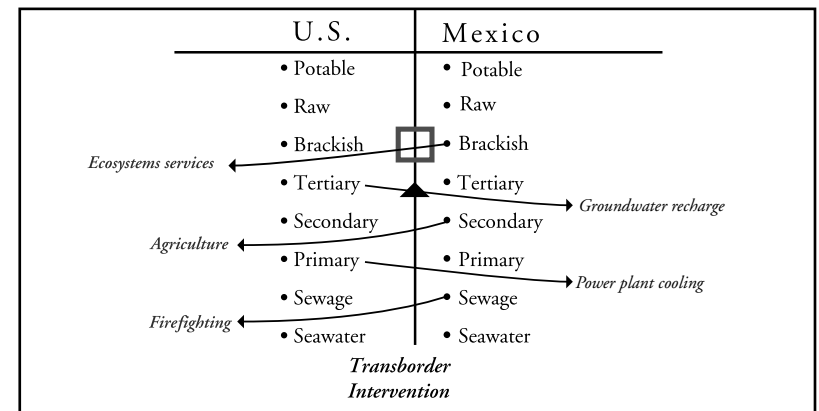 U.S. Mexico
• Potable • Potable
• Raw • Raw
• Brackish • Brackish
Ecosystems services
• Tertiary • Tertiary
Groundwater recharge
• Secondary • Secondary
Agriculture
• Primary • Primary
Power plant cooling
• Sewage • Sewage
Firefighting
• Seawater • Seawater
Transborder
Intervention